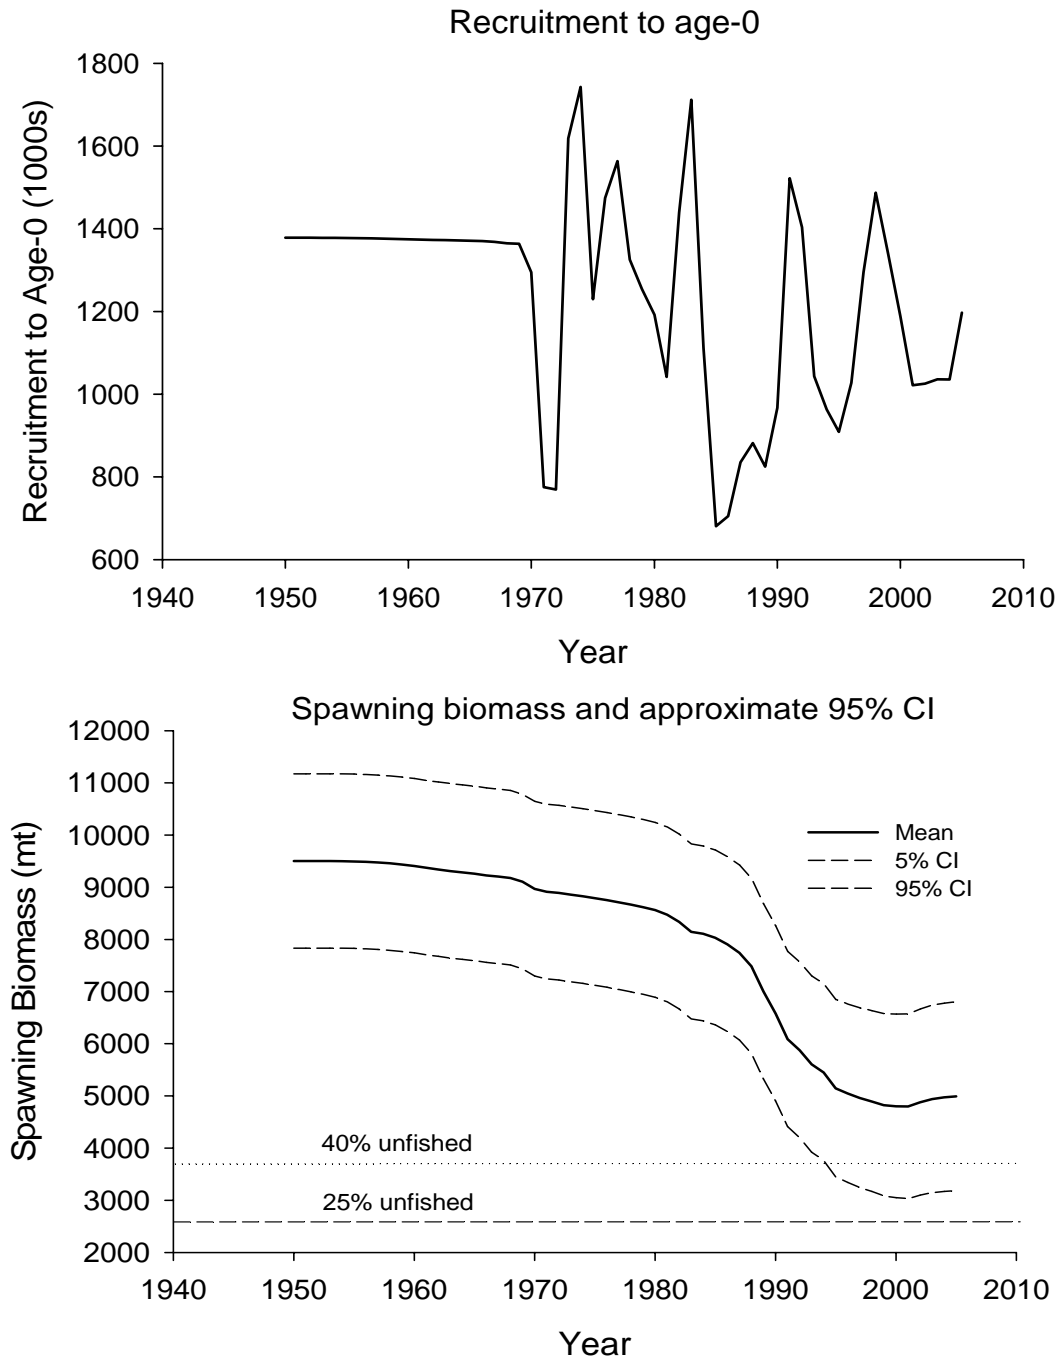 Recruitment to age-0
1800
1600
1400
1200
1000
800
600
Recruitment to Age-0 (1000s)
1940 1950 1960 1970 1980 1990 2000 2010
Year
Spawning biomass and approximate 95% CI
12000
11000
10000
9000
8000
7000
6000
5000
4000
3000
2000
Spawning Biomass (mt)
Mean
5% CI
95% CI
40% unfished
25% unfished
1940 1950 1960 1970 1980 1990 2000 2010
Year